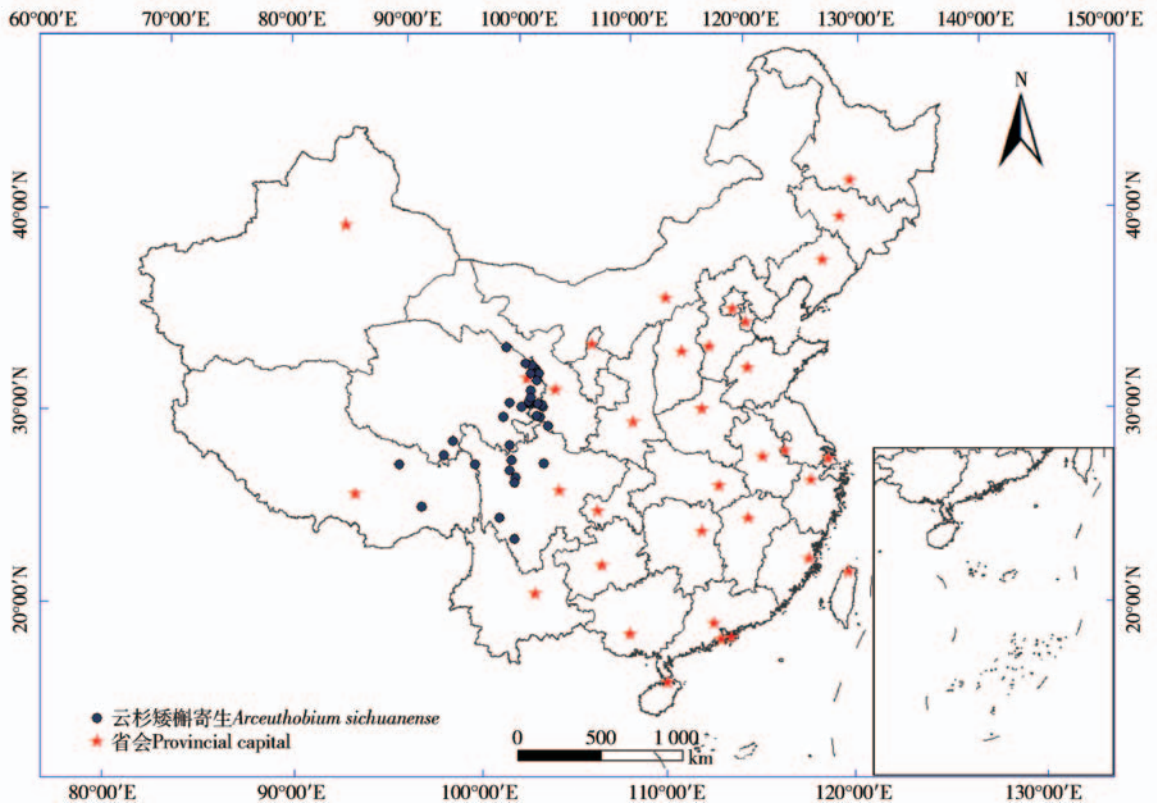 60°00′E 70°00′E 80°00′E 90°00′E 100°00′E 110°00′E 120°00′E 130°00′E 140°00′E 150°00′E
N
40°00′N 40°00′N
30°00′N 30°00′N
20°00′N 20°00′N
云杉矮槲寄生Arceuthobium sichuanense
省会Provincial capital
0 500 1 000
km
80°00′E 90°00′E 100°00′E 110°00′E 120°00′E 130°00′E